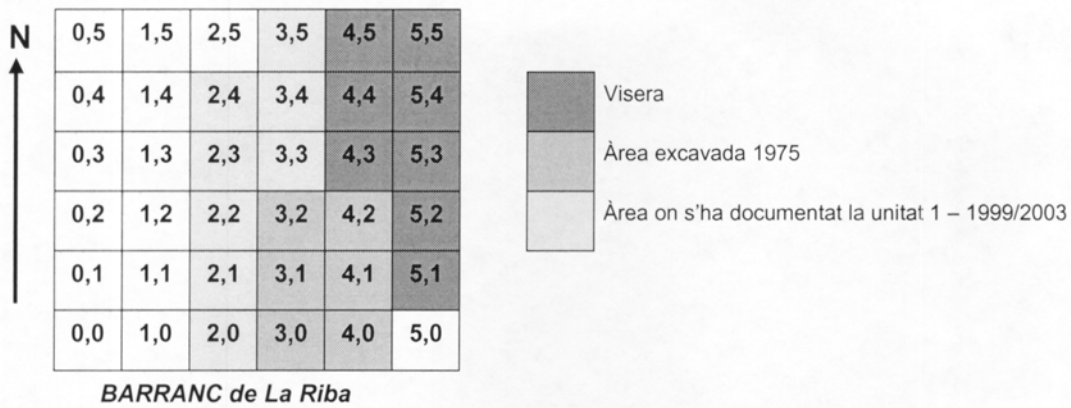 N
0,5 1,5 2,5 3,5 4,5 5,5
0,4 1,4 2,4 3,4 4,4 5,4
0,3 1,3 2,3 3,3 4,3 5,3
0,2 1,2 2,2 3,2 4,2 5,2
0,1 1,1 2,1 3,1 4,1 5,1
0,0 1,0 2,0 3,0 4,0 5,0
BARRANC de La Riba
Visera
Àrea excavada 1975
Àrea on s'ha documentat la unitat 1 – 1999/2003